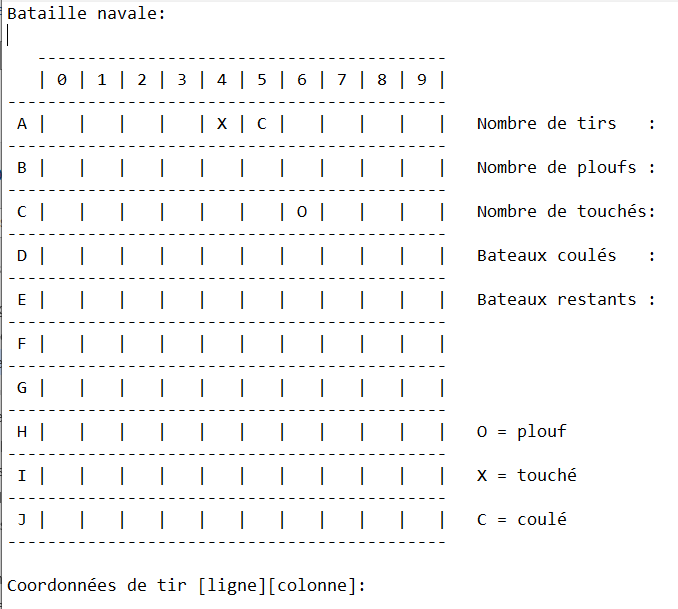 Bataille navale:
-----------------------------------------
| 0 | 1 | 2 | 3 | 4 | 5 | 6 | 7 | 8 | 9 |
--------------------------------------------
A |   |   |   |   | X | C |   |   |   |   |   Nombre de tirs   :
--------------------------------------------
B |   |   |   |   |   |   |   |   |   |   |   Nombre de ploufs :
--------------------------------------------
C |   |   |   |   |   |   | O |   |   |   |   Nombre de touchés:
--------------------------------------------
D |   |   |   |   |   |   |   |   |   |   |   Bateaux coulés   :
--------------------------------------------
E |   |   |   |   |   |   |   |   |   |   |   Bateaux restants :
--------------------------------------------
F |   |   |   |   |   |   |   |   |   |   |
--------------------------------------------
G |   |   |   |   |   |   |   |   |   |   |
--------------------------------------------
H |   |   |   |   |   |   |   |   |   |   |   O = plouf
--------------------------------------------
I |   |   |   |   |   |   |   |   |   |   |   X = touché
--------------------------------------------
J |   |   |   |   |   |   |   |   |   |   |   C = coulé
--------------------------------------------
Coordonnées de tir [ligne][colonne]: